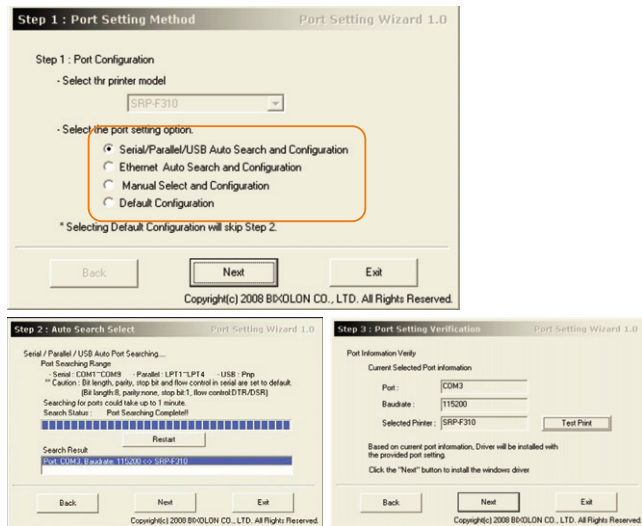 Step 1 : Port Setting Method
Port Setting Wizard 1.0
Step 1 : Port Configuration
- Select thr printer model
SRP-F310
- Select the port setting option.
Serial/Parallel/USB Auto Search and Configuration
Ethernet Auto Search and Configuration
Manual Select and Configuration
Default Configuration
* Selecting Default Configuration will skip Step 2.
Back
Next
Exit
Copyright(c) 2008 BIXOLON CO., LTD. All Rights Reserved.
Step 2 : Auto Search Select
Port Setting Wizard 1.0
Serial / Parallel / USB Auto Port Searching....
Port Searching Range
- Serial : COM1~COM9 - Parallel : LPT1~LPT4 - USB : Pnp
** Caution : Bit length, parity, stop bit and flow control in serial are set to default.
(Bit length:8, parity:none, stop bit:1, flow control:DTR/DSR)
Searching for ports could take up to 1 minute.
Search Status : Port Searching Complete!!
Restart
Search Result
Port: COM3, Baudrate: 115200 <-> SRP-F310
Back
Next
Exit
Copyright(c) 2008 BIXOLON CO., LTD. All Rights Reserved.
Step 3 : Port Setting Verification
Port Setting Wizard 1.0
Port Information Verify
Current Selected Port information
Port :
COM3
Baudrate :
115200
Selected Printer :
SRP-F310
Test Print
Based on current port information, Driver will be installed with
the provided port setting.
Click the "Next" button to install the windows driver
Back
Next
Exit
Copyright(c) 2008 BIXOLON CO., LTD. All Rights Reserved.